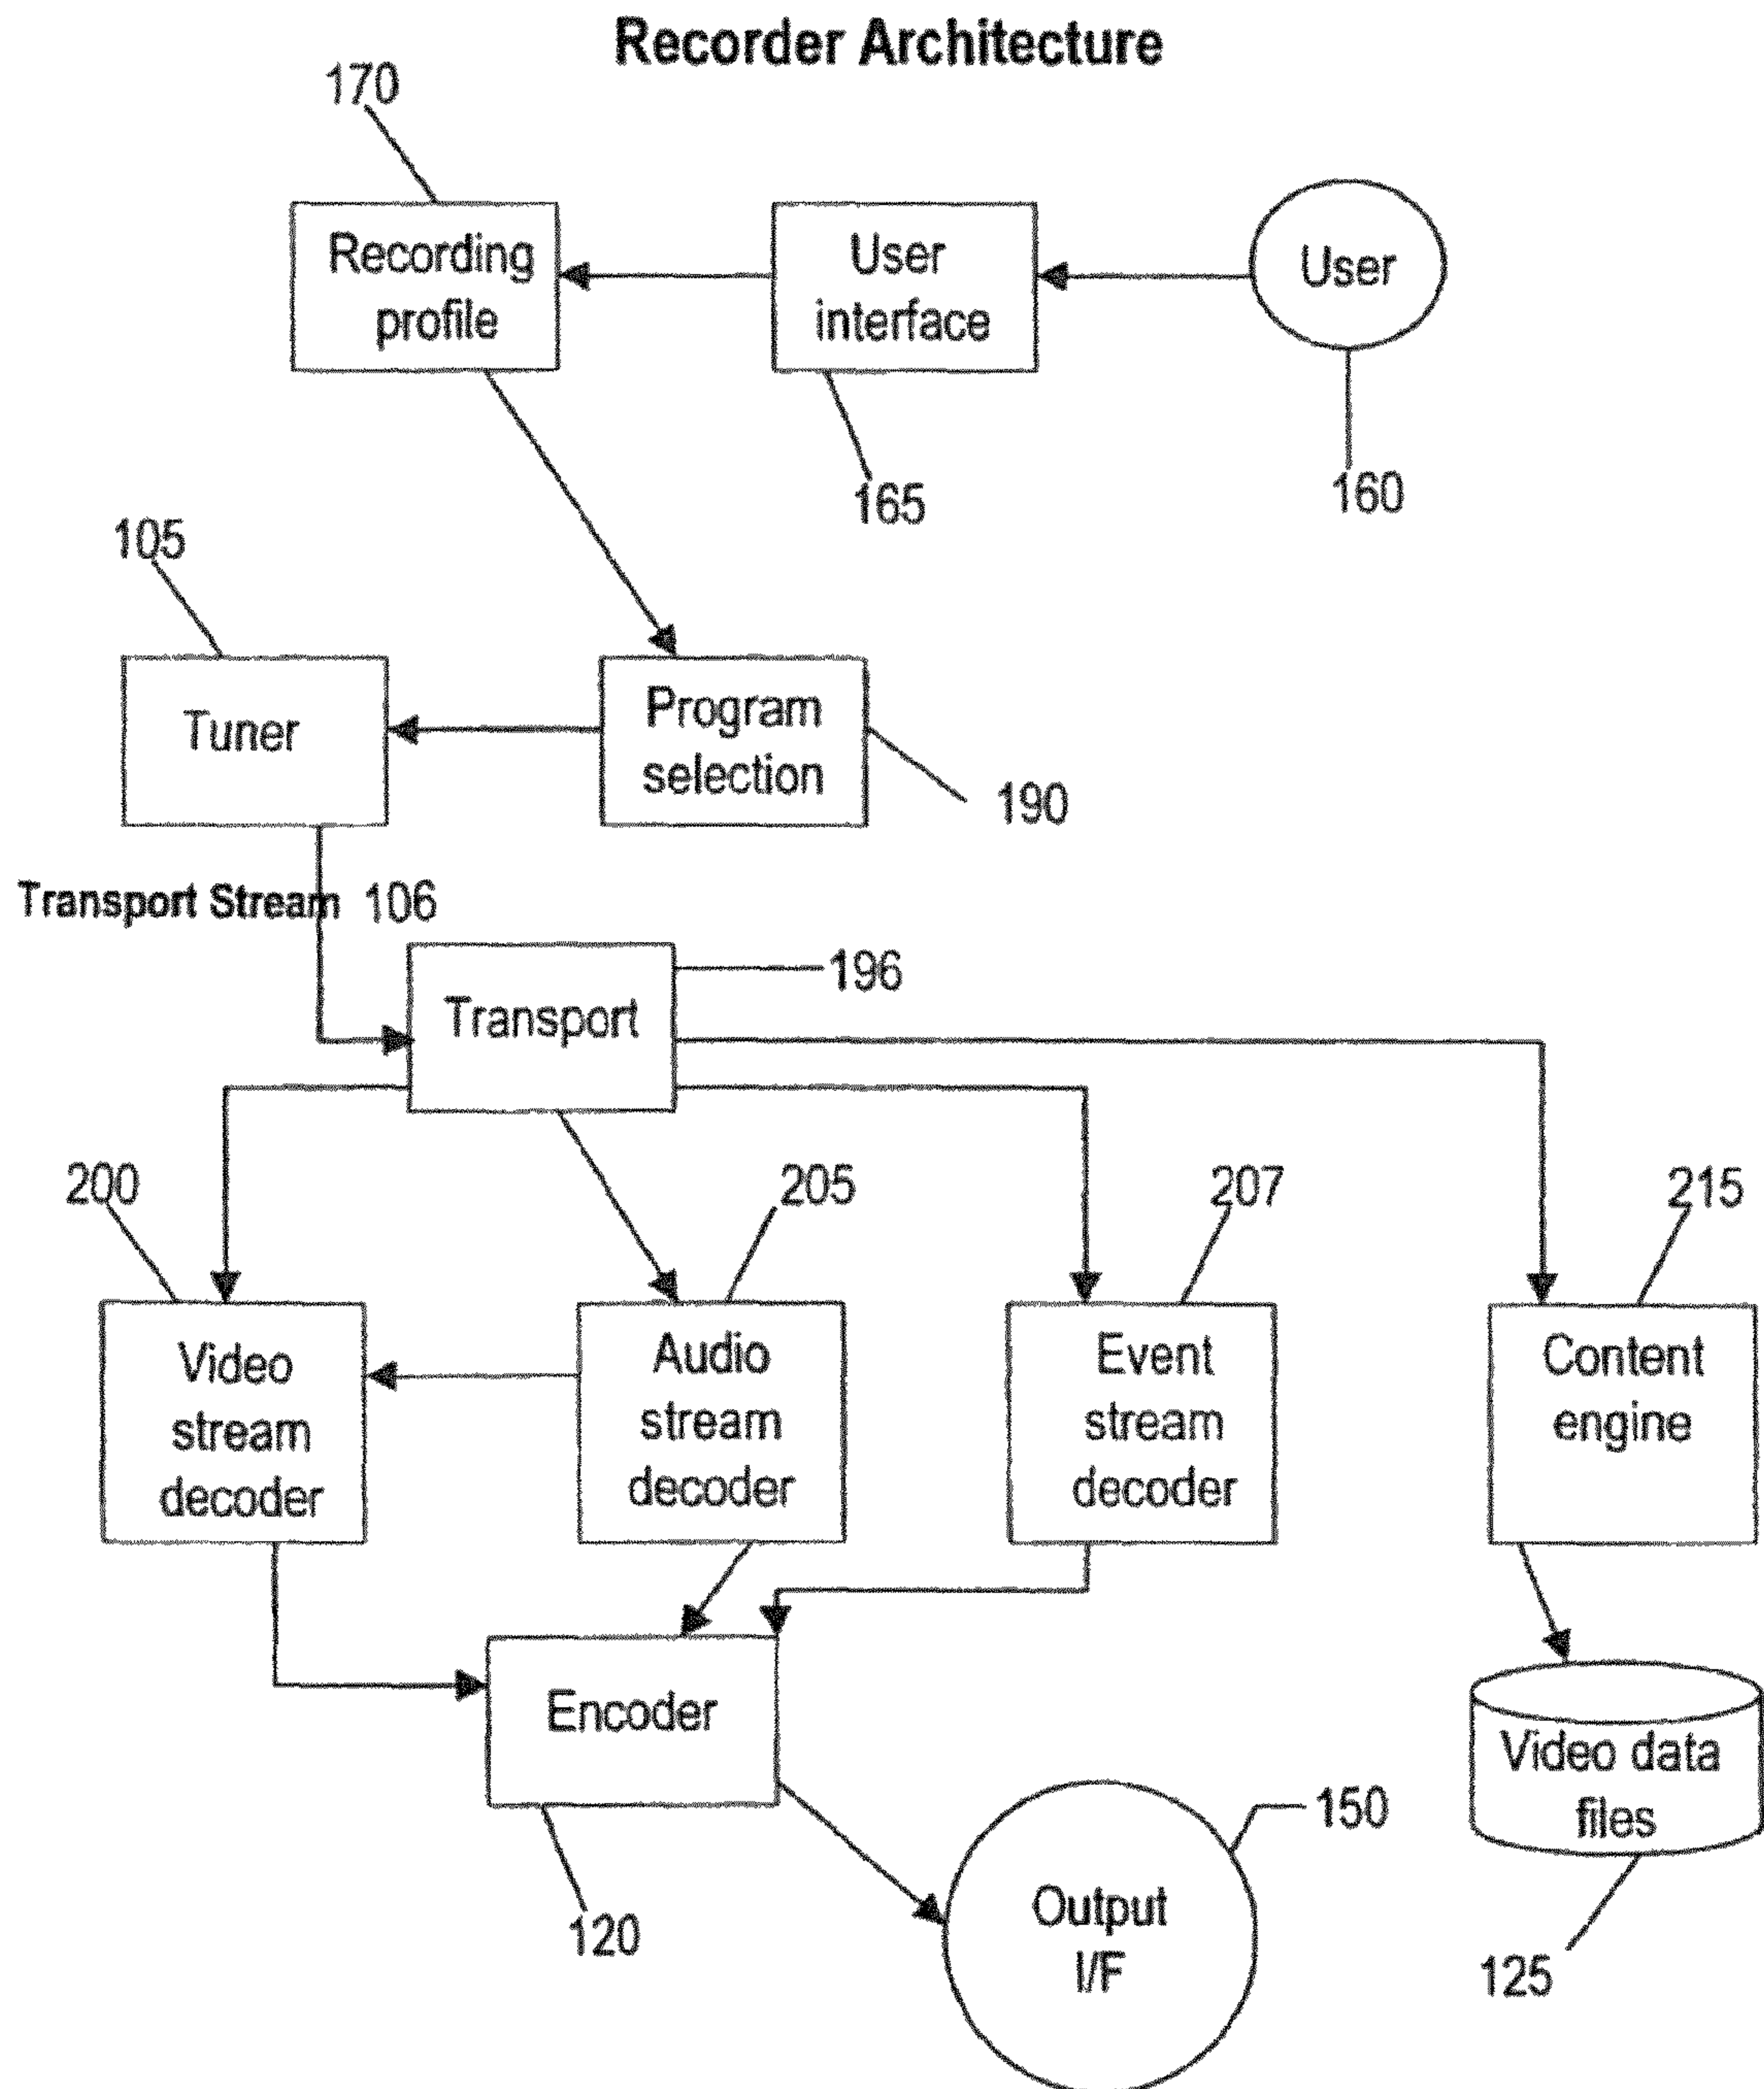 Recorder Architecture
170
Recording
profile
User
interface
User
165
160
105
Tuner
Program
selection
190
Transport Stream 106
196
Transport
200
205
207
215
Video
stream
decoder
Audio
stream
decoder
Event
stream
decoder
Content
engine
Encoder
Video data
files
150
120
Output
I/F
125